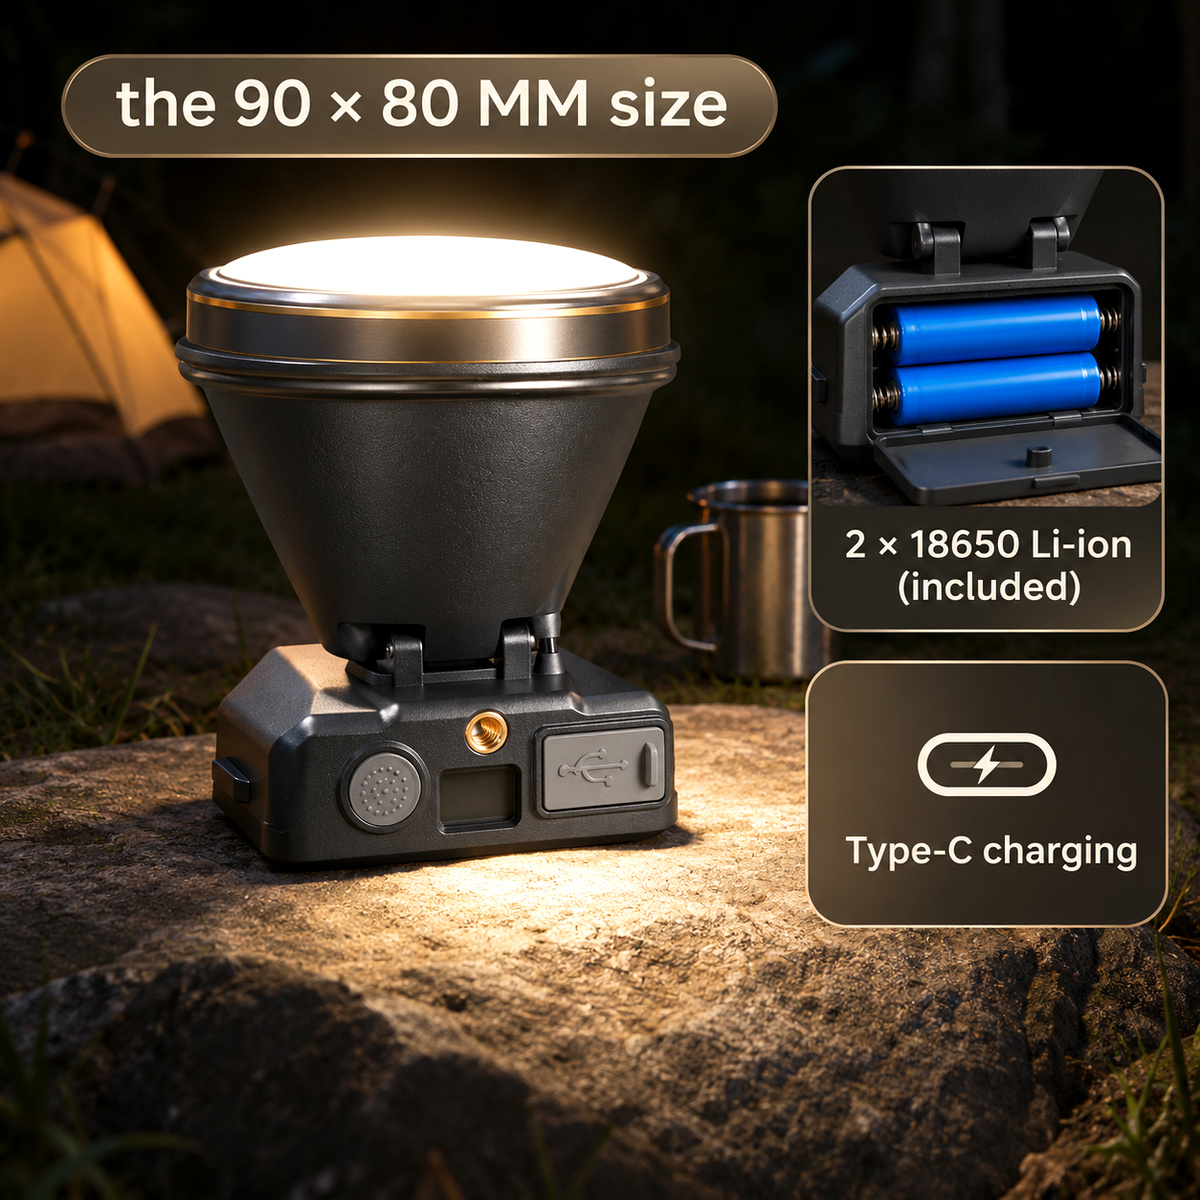 the 90 × 80 MM size
2 × 18650 Li-ion
(included)
Type-C charging